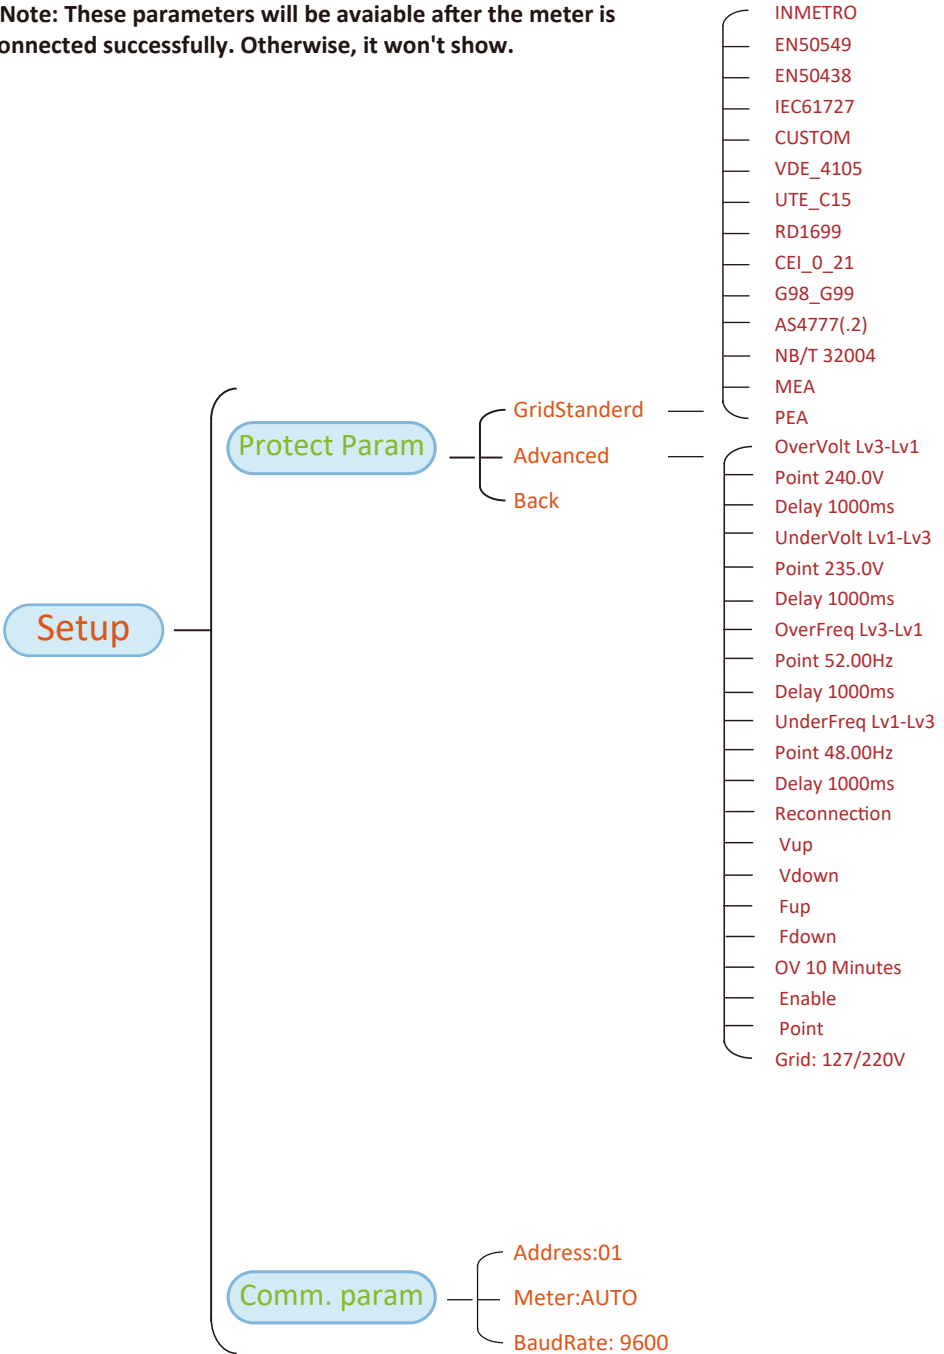 Note: These parameters will be avaiable after the meter is
onnected successfully. Otherwise, it won't show.
INMETRO
EN50549
EN50438
IEC61727
CUSTOM
VDE_4105
UTE_C15
RD1699
CEI_0_21
G98_G99
AS4777(.2)
NB/T 32004
MEA
PEA
GridStanderd
Protect Param
Advanced
Back
OverVolt Lv3-Lv1
Point 240.0V
Delay 1000ms
UnderVolt Lv1-Lv3
Point 235.0V
Delay 1000ms
OverFreq Lv3-Lv1
Point 52.00Hz
Delay 1000ms
UnderFreq Lv1-Lv3
Point 48.00Hz
Delay 1000ms
Reconnection
Vup
Vdown
Fup
Fdown
OV 10 Minutes
Enable
Point
Grid: 127/220V
Setup
Comm. param
Address:01
Meter:AUTO
BaudRate: 9600